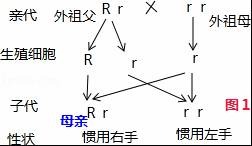 亲代 外祖父 R r × r r 外祖母
生殖细胞 R r r
子代 R r r r 图1
母亲
性状 惯用右手 惯用左手